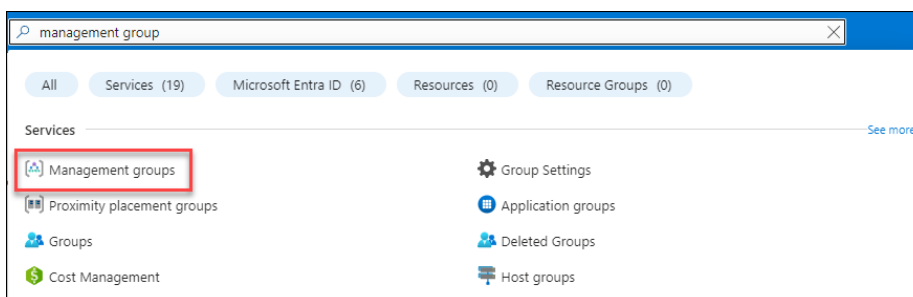 management group
All
Services (19)
Microsoft Entra ID (6)
Resources (0)
Resource Groups (0)
Services
See more
Management groups
Group Settings
Proximity placement groups
Application groups
Groups
Deleted Groups
Cost Management
Host groups